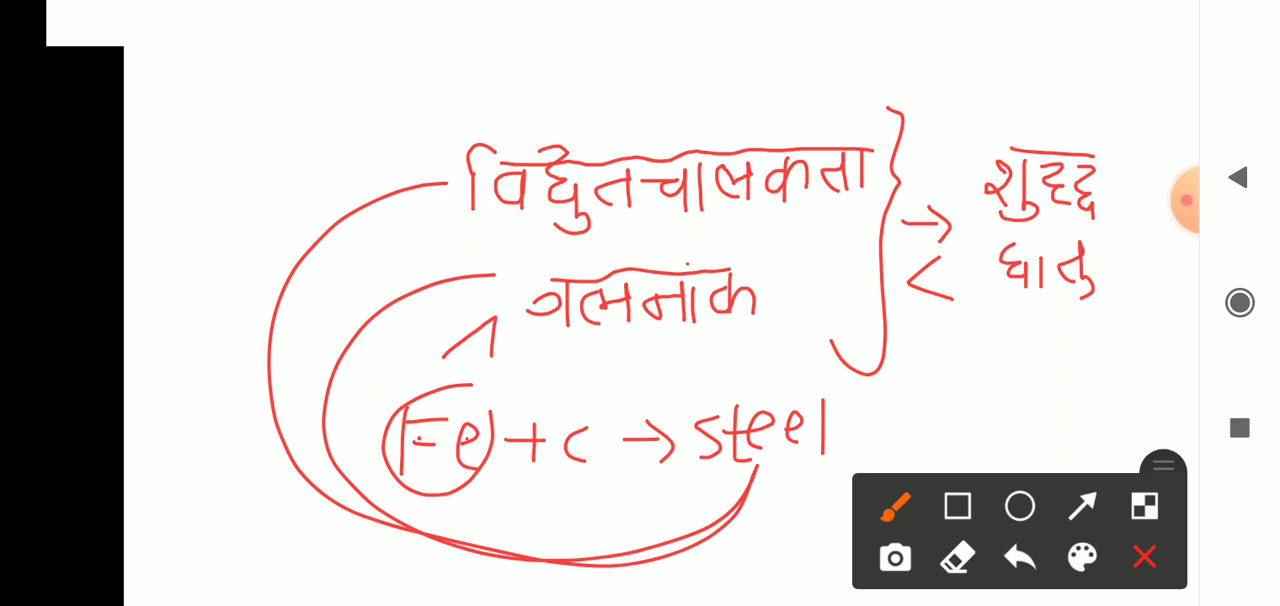 विद्युतचालकता } → शुद्द
गलनांक < धातु
Fe + C → Steel